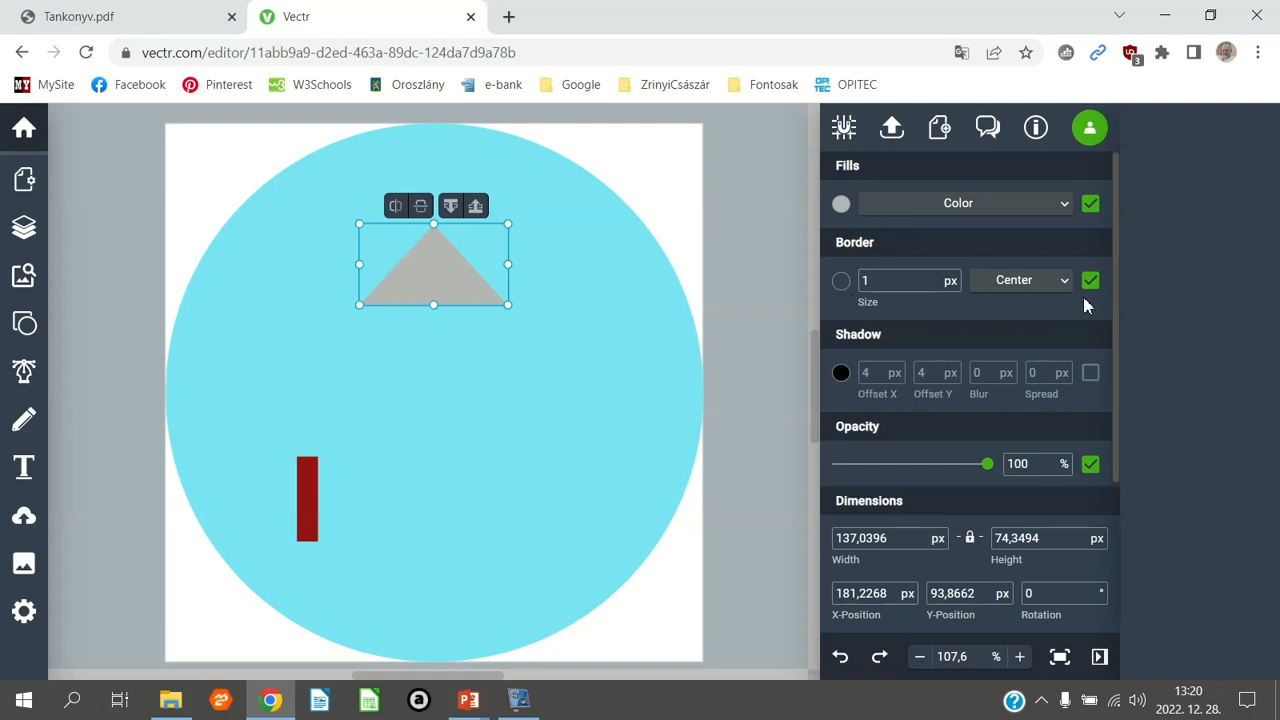 Tankonyv.pdf
Vectr
vectr.com/editor/11abb9a9-d2ed-463a-89dc-124da7d9a78b
3
MySite
Facebook
Pinterest
W3Schools
Oroszlány
e-bank
Google
ZrinyiCsászár
Fontosak
OPITEC
Fills
Color
Border
1 px
Center
Size
Shadow
4 px
4 px
0 px
0 px
Offset X
Offset Y
Blur
Spread
Opacity
100 %
Dimensions
137,0396 px
74,3494 px
Width
Height
181,2268 px
93,8662 px
0 °
X-Position
Y-Position
Rotation
107,6 %
13:20
2022. 12. 28.